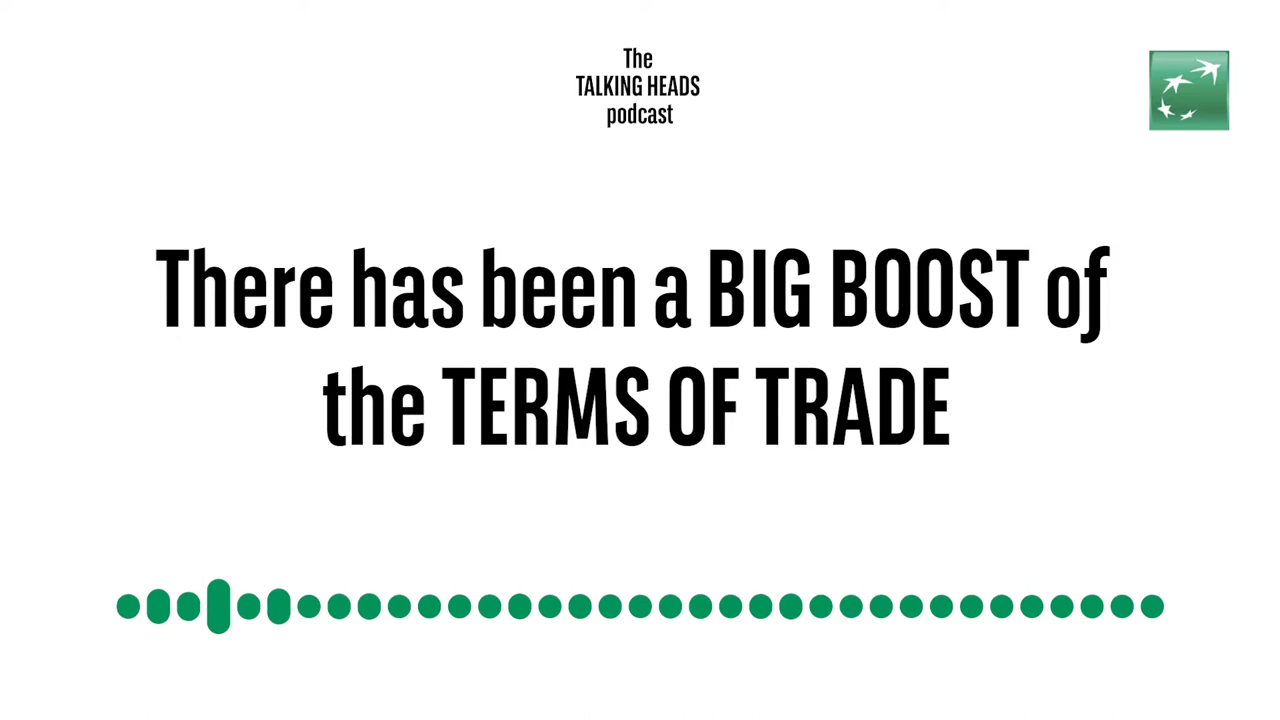 The
TALKING HEADS
podcast
There has been a BIG BOOST of
the TERMS OF TRADE